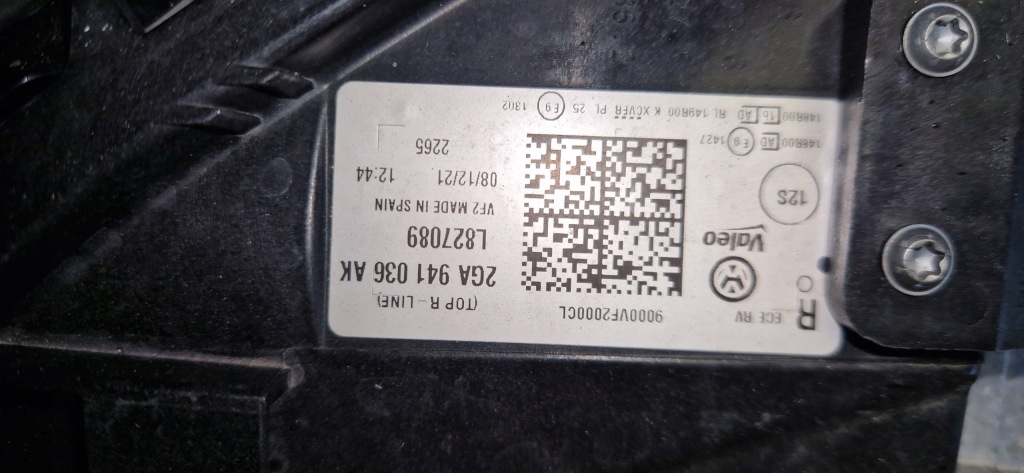 R
ECE RV
9000VF2000CL
(TOP R - LINE)
2GA 941 036 AK
Valeo
L827089
VF2 MADE IN SPAIN
12S
08/12/21 12:44
2265
148R00 AD E9 1427
148R00 1b AD RL 149R00 K XCVFR PL 25 E9 1302